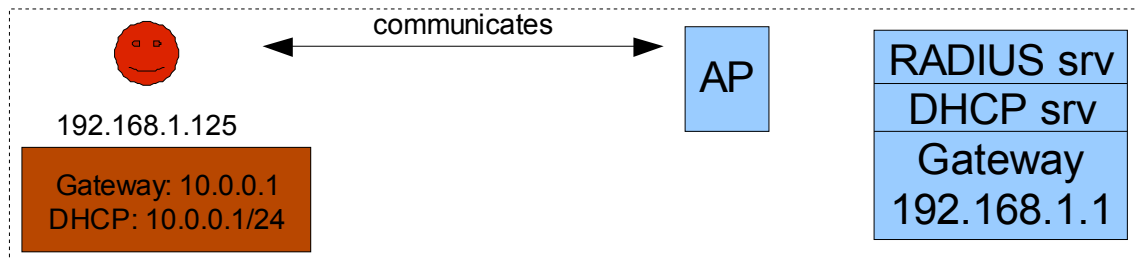 communicates
192.168.1.125
Gateway: 10.0.0.1
DHCP: 10.0.0.1/24
AP
RADIUS srv
DHCP srv
Gateway
192.168.1.1